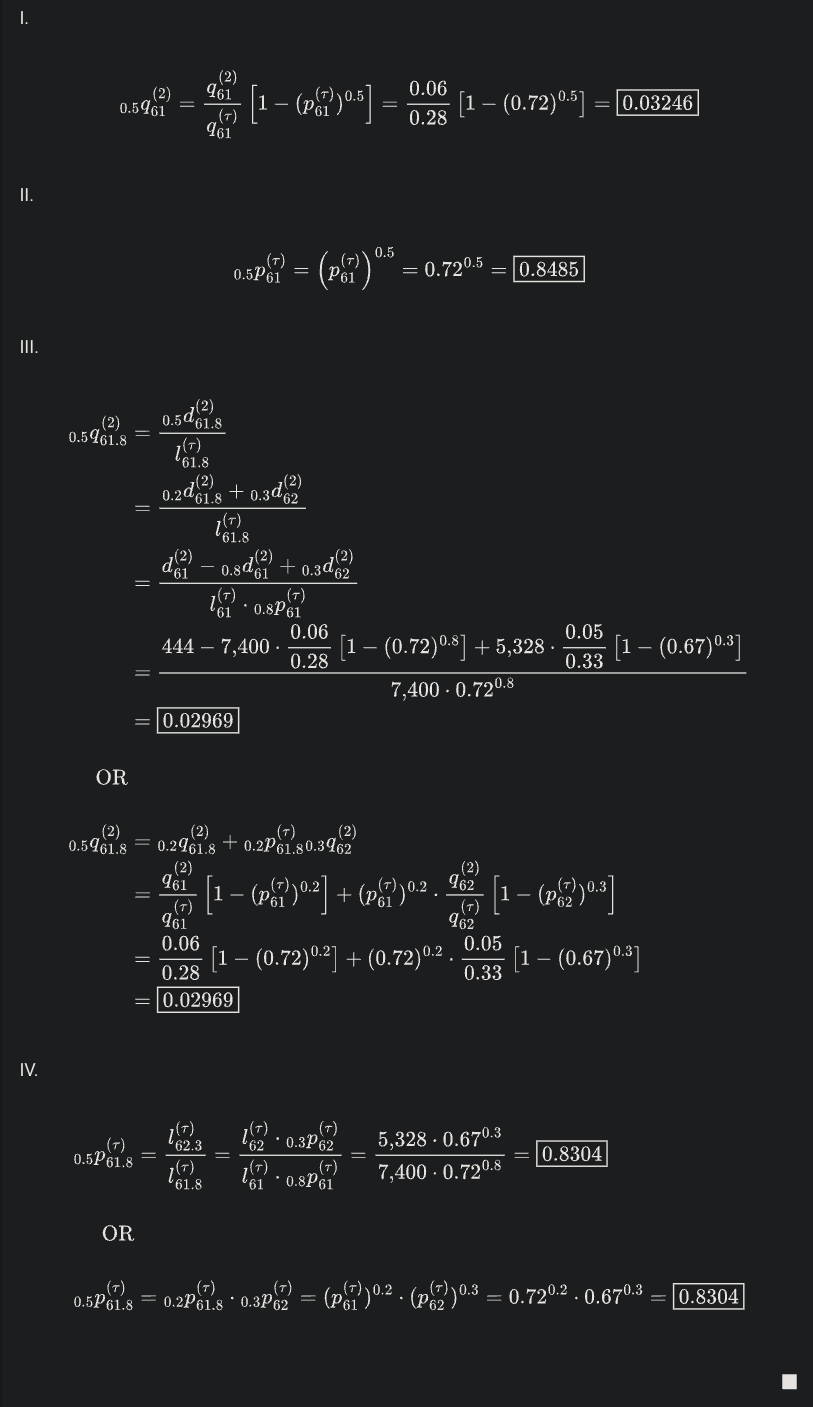 I.
${}_{0.5}q_{61}^{(2)} = \frac{q_{61}^{(2)}}{q_{61}^{(\tau)}} \left[1 - (p_{61}^{(\tau)})^{0.5}\right] = \frac{0.06}{0.28} \left[1 - (0.72)^{0.5}\right] = \boxed{0.03246}$
II.
${}_{0.5}p_{61}^{(\tau)} = \left(p_{61}^{(\tau)}\right)^{0.5} = 0.72^{0.5} = \boxed{0.8485}$
III.
${}_{0.5}q_{61.8}^{(2)} = \frac{{}_{0.5}d_{61.8}^{(2)}}{l_{61.8}^{(\tau)}}$
$= \frac{{}_{0.2}d_{61.8}^{(2)} + {}_{0.3}d_{62}^{(2)}}{l_{61.8}^{(\tau)}}$
$= \frac{d_{61}^{(2)} - {}_{0.8}d_{61}^{(2)} + {}_{0.3}d_{62}^{(2)}}{l_{61}^{(\tau)} \cdot {}_{0.8}p_{61}^{(\tau)}}$
$= \frac{444 - 7{,}400 \cdot \frac{0.06}{0.28} \left[1 - (0.72)^{0.8}\right] + 5{,}328 \cdot \frac{0.05}{0.33} \left[1 - (0.67)^{0.3}\right]}{7{,}400 \cdot 0.72^{0.8}}$
$= \boxed{0.02969}$
OR
${}_{0.5}q_{61.8}^{(2)} = {}_{0.2}q_{61.8}^{(2)} + {}_{0.2}p_{61.8}^{(\tau)} {}_{0.3}q_{62}^{(2)}$
$= \frac{q_{61}^{(2)}}{q_{61}^{(\tau)}} \left[1 - (p_{61}^{(\tau)})^{0.2}\right] + (p_{61}^{(\tau)})^{0.2} \cdot \frac{q_{62}^{(2)}}{q_{62}^{(\tau)}} \left[1 - (p_{62}^{(\tau)})^{0.3}\right]$
$= \frac{0.06}{0.28} \left[1 - (0.72)^{0.2}\right] + (0.72)^{0.2} \cdot \frac{0.05}{0.33} \left[1 - (0.67)^{0.3}\right]$
$= \boxed{0.02969}$
IV.
${}_{0.5}p_{61.8}^{(\tau)} = \frac{l_{62.3}^{(\tau)}}{l_{61.8}^{(\tau)}} = \frac{l_{62}^{(\tau)} \cdot {}_{0.3}p_{62}^{(\tau)}}{l_{61}^{(\tau)} \cdot {}_{0.8}p_{61}^{(\tau)}} = \frac{5{,}328 \cdot 0.67^{0.3}}{7{,}400 \cdot 0.72^{0.8}} = \boxed{0.8304}$
OR
${}_{0.5}p_{61.8}^{(\tau)} = {}_{0.2}p_{61.8}^{(\tau)} \cdot {}_{0.3}p_{62}^{(\tau)} = (p_{61}^{(\tau)})^{0.2} \cdot (p_{62}^{(\tau)})^{0.3} = 0.72^{0.2} \cdot 0.67^{0.3} = \boxed{0.8304}$
■